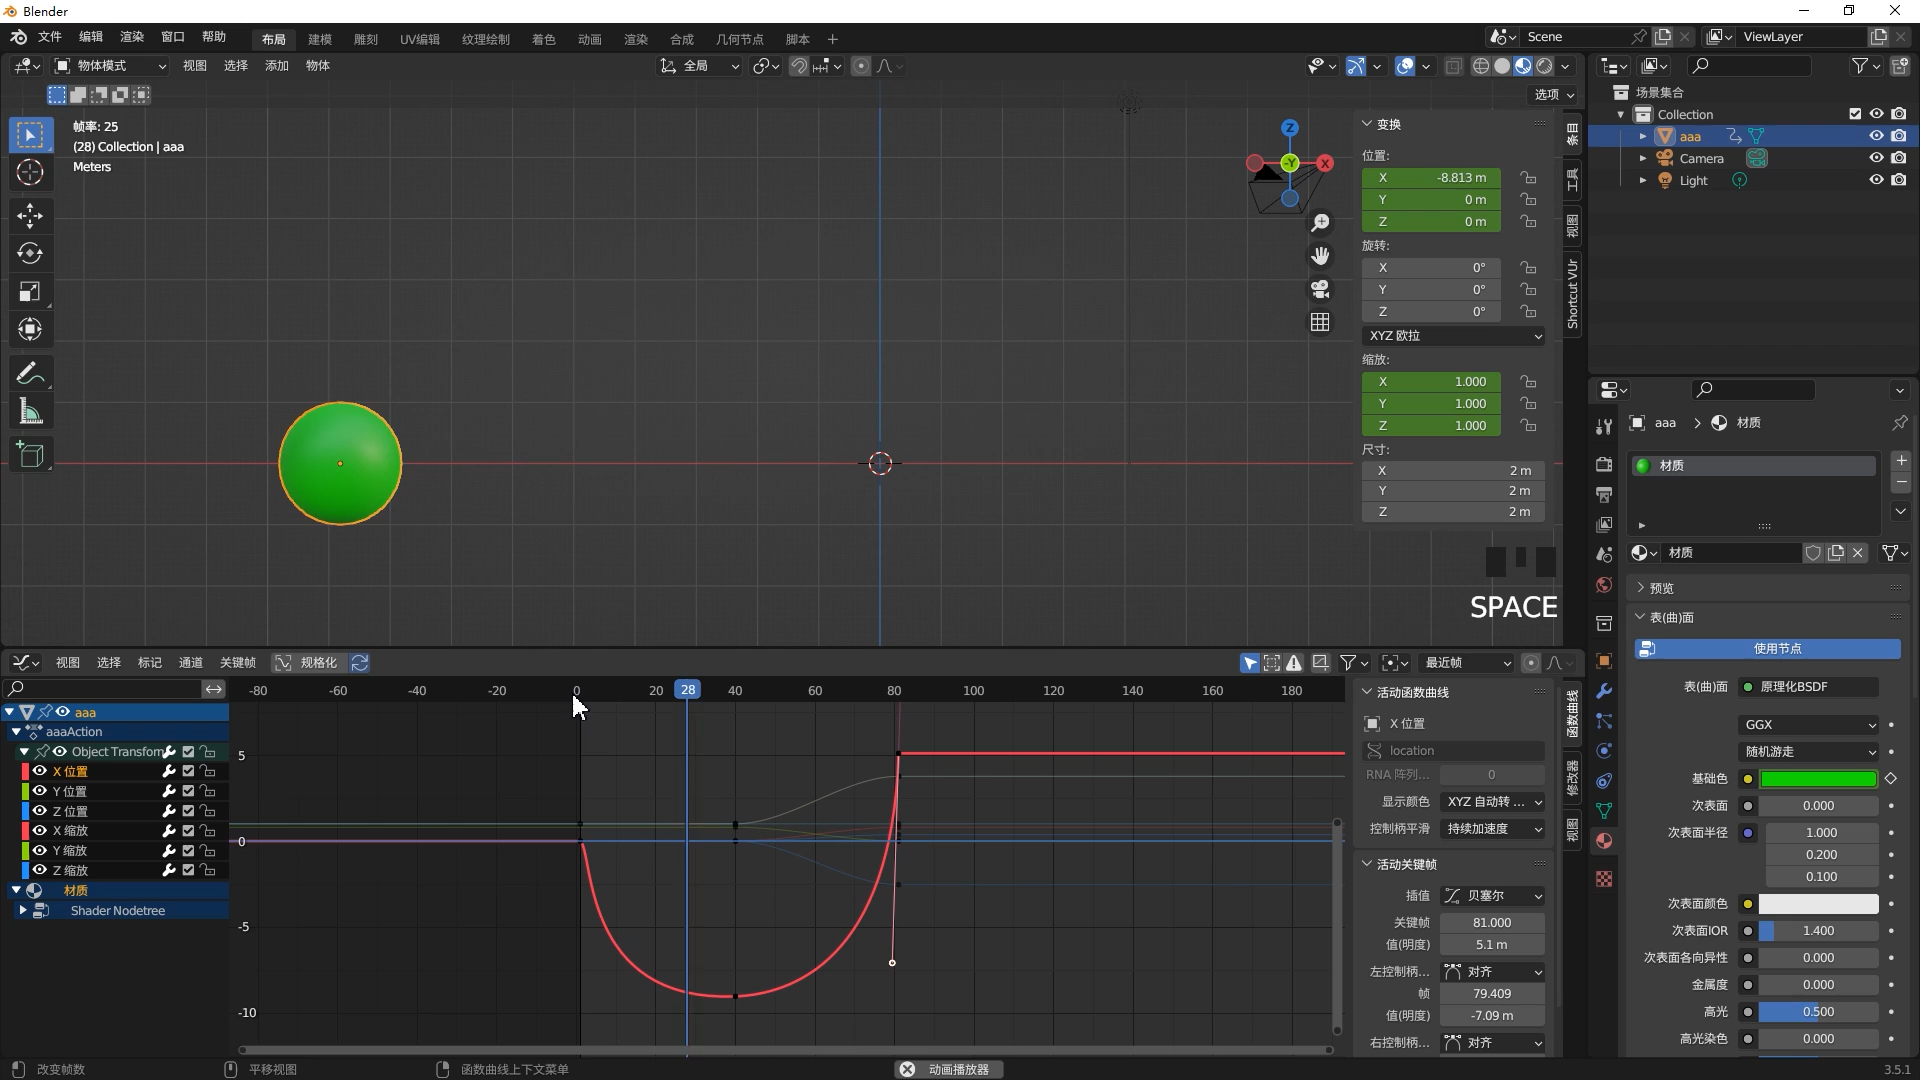 Blender
文件 编辑 渲染 窗口 帮助 布局 建模 雕刻 UV编辑 纹理绘制 着色 动画 渲染 合成 几何节点 脚本 + Scene ViewLayer
物体模式 视图 选择 添加 物体 全局
选项
帧率: 25
(28) Collection | aaa
Meters
Z
-Y
X
变换
位置:
X -8.813 m
Y 0 m
Z 0 m
旋转:
X 0°
Y 0°
Z 0°
XYZ 欧拉
缩放:
X 1.000
Y 1.000
Z 1.000
尺寸:
X 2 m
Y 2 m
Z 2 m
条目
工具
视图
Shortcut VUr
SPACE
场景集合
Collection
aaa
Camera
Light
aaa > 材质
材质
材质
预览
表(曲)面
使用节点
表(曲)面 原理化BSDF
GGX
随机游走
基础色
次表面 0.000
次表面半径 1.000
0.200
0.100
次表面颜色
次表面IOR 1.400
次表面各向异性 0.000
金属度 0.000
高光 0.500
高光染色 0.000
视图 选择 标记 通道 关键帧 规格化 最近帧
-80 -60 -40 -20 0 20 28 40 60 80 100 120 140 160 180
aaa
aaaAction
Object Transform
X 位置
Y 位置
Z 位置
X 缩放
Y 缩放
Z 缩放
材质
Shader Nodetree
5
0
-5
-10
活动函数曲线
X 位置
location
RNA 阵列... 0
显示颜色 XYZ 自动转 ...
控制柄平滑 持续加速度
活动关键帧
插值 贝塞尔
关键帧 81.000
值(明度) 5.1 m
左控制柄... 对齐
帧 79.409
值(明度) -7.09 m
右控制柄... 对齐
函数曲线
修改器
视图
改变帧数 平移视图 函数曲线上下文菜单 动画播放器 3.5.1